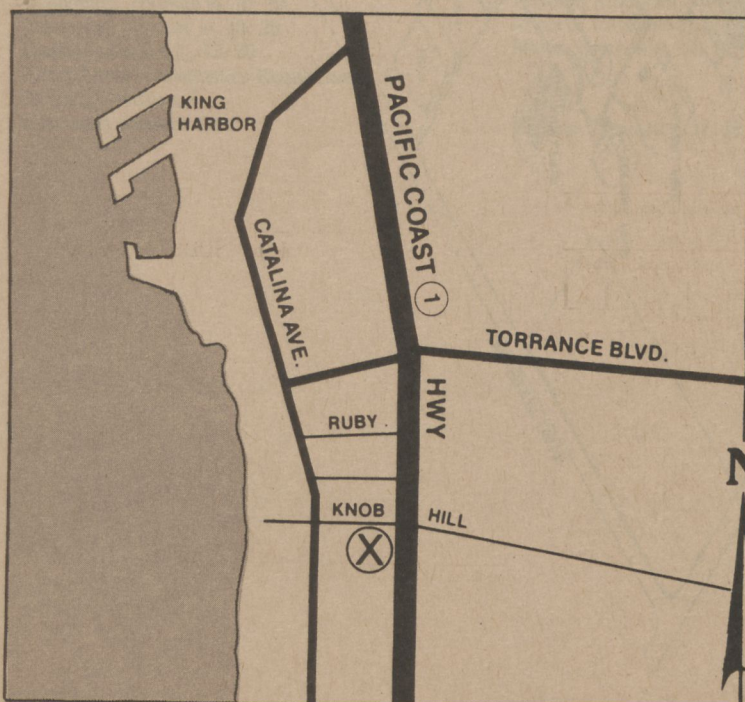 KING
HARBOR
PACIFIC COAST 1
HWY
CATALINA AVE.
TORRANCE BLVD.
RUBY
KNOB
HILL
X
N